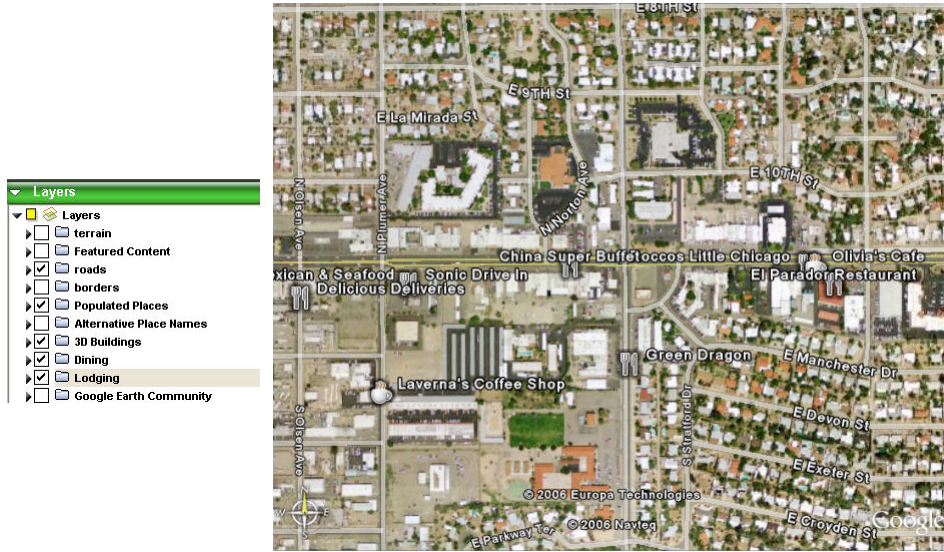 Layers
Layers
terrain
Featured Content
roads
borders
Populated Places
Alternative Place Names
3D Buildings
Dining
Lodging
Google Earth Community
E 8TH St
E 9TH St
E La Mirada St
E 10TH St
N Olsen Ave
N Plumer Ave
N Norton Ave
China Super Buffet
occos Little Chicago
Olivia's Cafe
xican & Seafood
Sonic Drive In
El Parador Restaurant
Delicious Deliveries
Green Dragon
E Manchester Dr
Laverna's Coffee Shop
S Olsen Ave
S Stratford Dr
E Devon St
E Exeter St
N
W
E
S
© 2006 Europa Technologies
© 2006 Navteq
E Parkway Ter
E Croyden St
Google